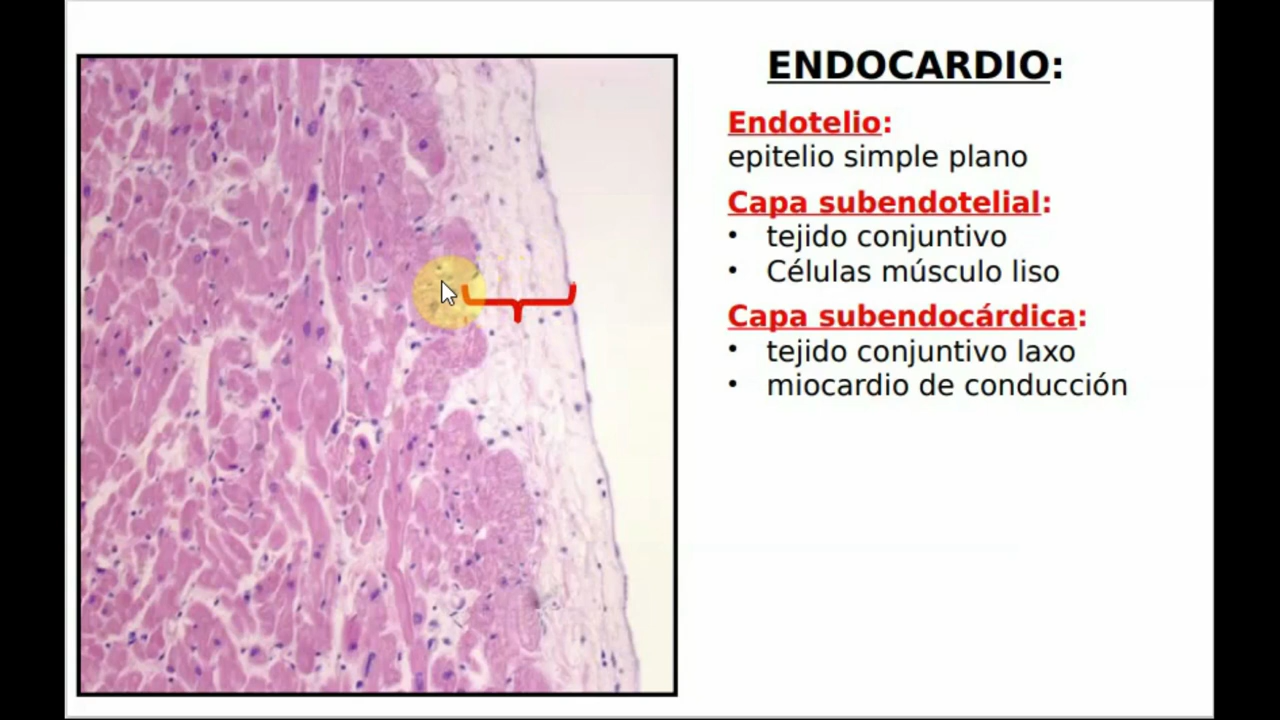 ENDOCARDIO:
Endotelio:
epitelio simple plano
Capa subendotelial:
• tejido conjuntivo
• Células músculo liso
Capa subendocárdica:
• tejido conjuntivo laxo
• miocardio de conducción